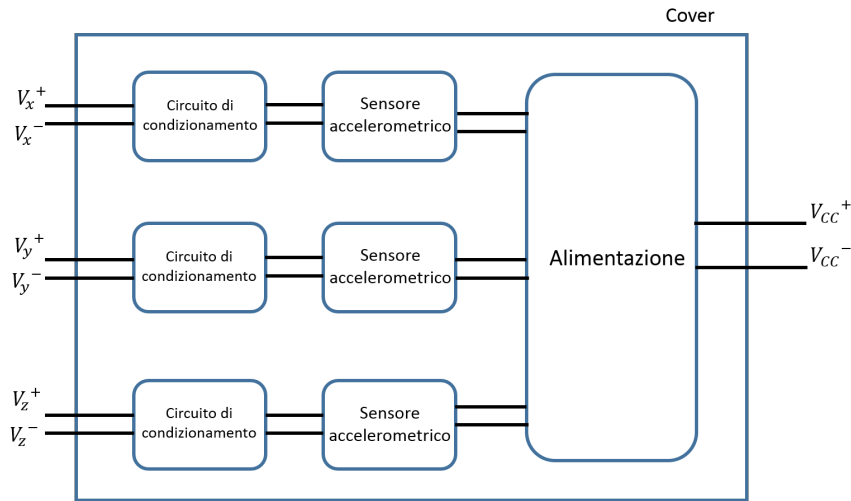 Cover
Vx+
Vx−
Circuito di
condizionamento
Sensore
accelerometrico
Vy+
Vy−
Circuito di
condizionamento
Sensore
accelerometrico
Alimentazione
VCC+
VCC−
Vz+
Vz−
Circuito di
condizionamento
Sensore
accelerometrico